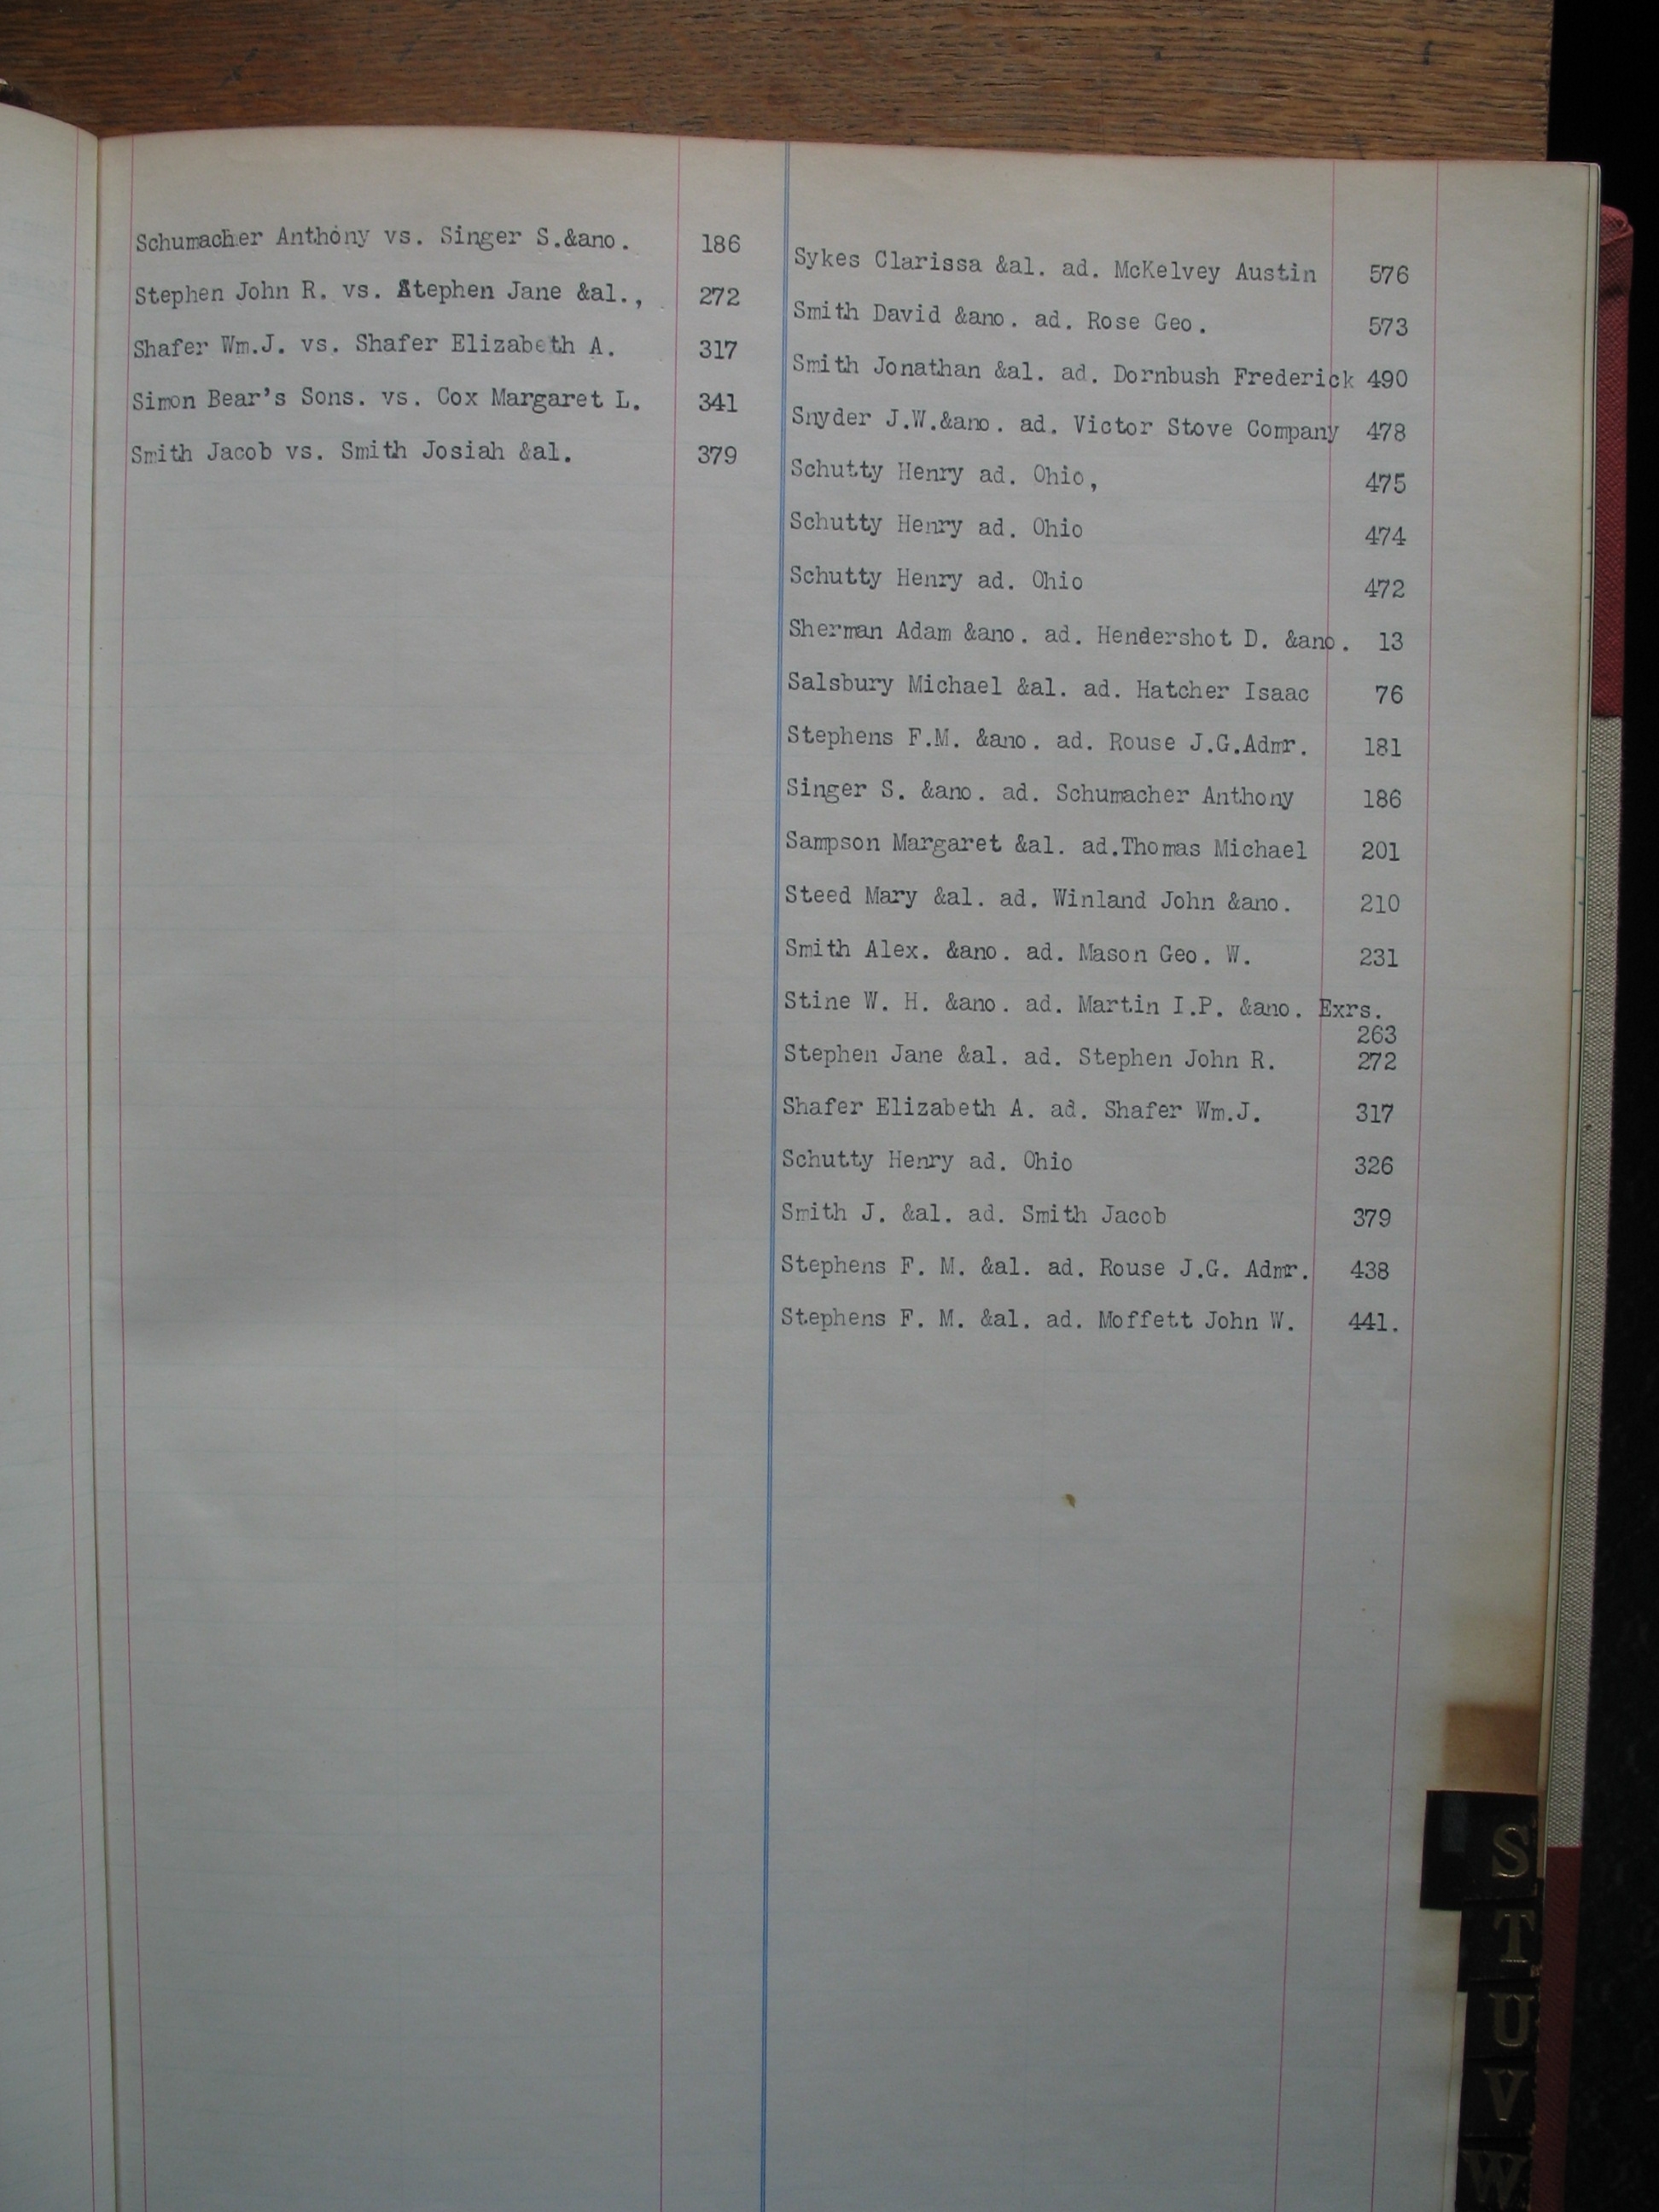 Schumacher Anthony vs. Singer S.&ano. 186
Stephen John R. vs. Stephen Jane &al., 272
Shafer Wm.J. vs. Shafer Elizabeth A. 317
Simon Bear's Sons. vs. Cox Margaret L. 341
Smith Jacob vs. Smith Josiah &al. 379
Sykes Clarissa &al. ad. McKelvey Austin 576
Smith David &ano. ad. Rose Geo. 573
Smith Jonathan &al. ad. Dornbush Frederick 490
Snyder J.W.&ano. ad. Victor Stove Company 478
Schutty Henry ad. Ohio, 475
Schutty Henry ad. Ohio 474
Schutty Henry ad. Ohio 472
Sherman Adam &ano. ad. Hendershot D. &ano. 13
Salsbury Michael &al. ad. Hatcher Isaac 76
Stephens F.M. &ano. ad. Rouse J.G.Admr. 181
Singer S. &ano. ad. Schumacher Anthony 186
Sampson Margaret &al. ad.Thomas Michael 201
Steed Mary &al. ad. Winland John &ano. 210
Smith Alex. &ano. ad. Mason Geo. W. 231
Stine W. H. &ano. ad. Martin I.P. &ano. Exrs.
263
Stephen Jane &al. ad. Stephen John R. 272
Shafer Elizabeth A. ad. Shafer Wm.J. 317
Schutty Henry ad. Ohio 326
Smith J. &al. ad. Smith Jacob 379
Stephens F. M. &al. ad. Rouse J.G. Admr. 438
Stephens F. M. &al. ad. Moffett John W. 441.
S
T
U
V
W